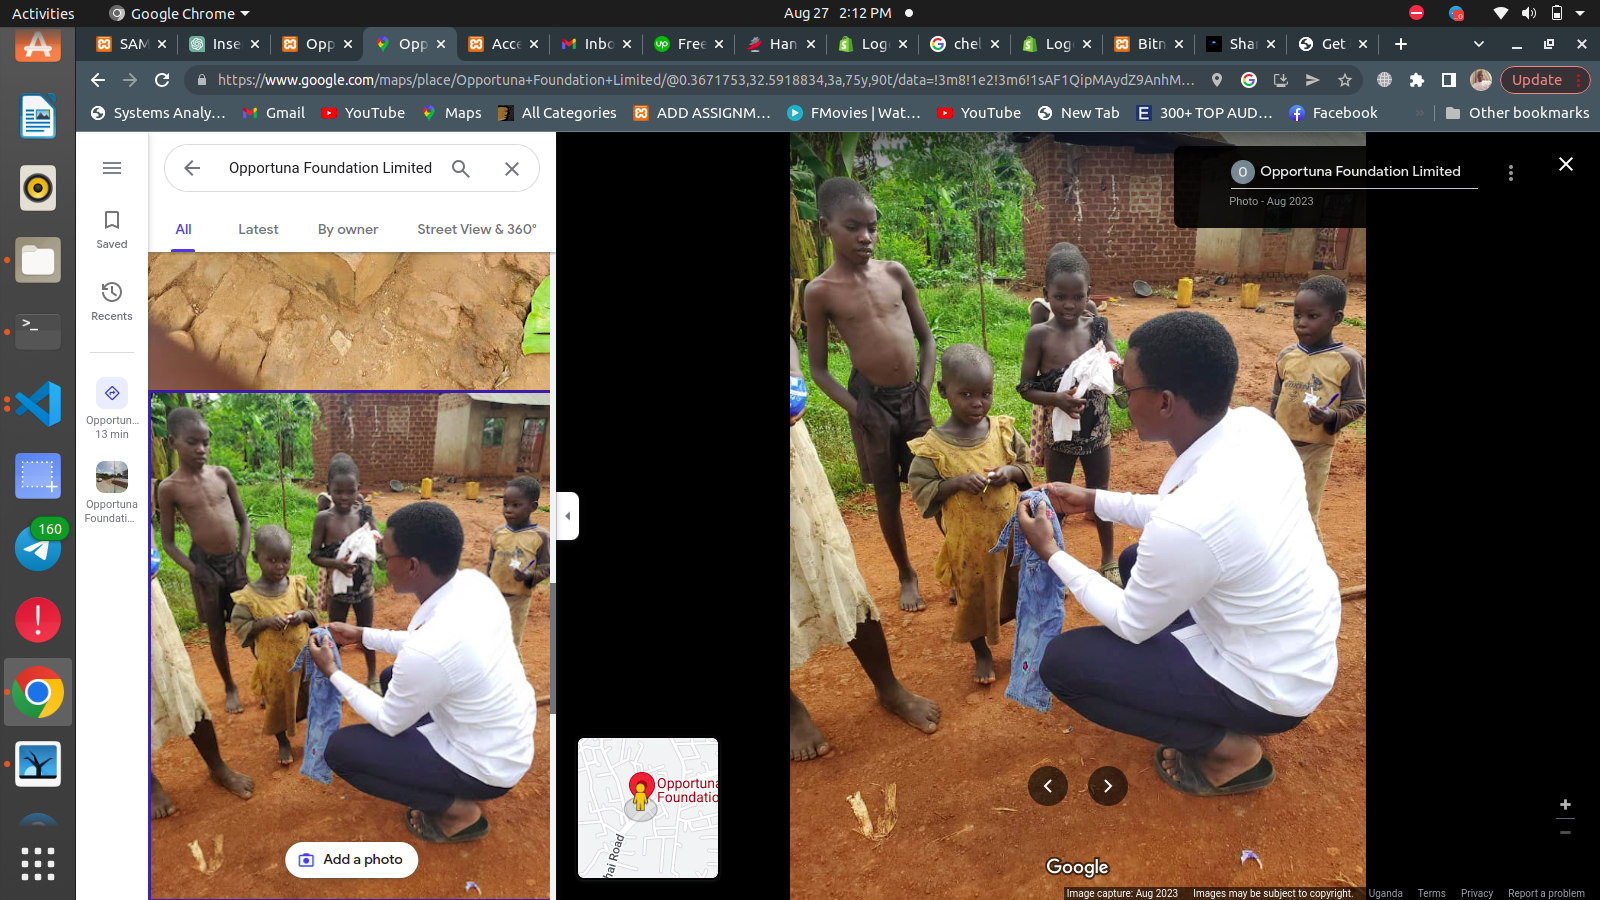 Activities
Google Chrome
Aug 27 2:12 PM
SAM
Inse
Opp
Opp
Acce
Inbo
Free
Han
Log
chel
Log
Bitn
Shar
Get
https://www.google.com/maps/place/Opportuna+Foundation+Limited/@0.3671753,32.5918834,3a,75y,90t/data=!3m8!1e2!3m6!1sAF1QipMAydZ9AnhM...
Update
Systems Analy...
Gmail
YouTube
Maps
All Categories
ADD ASSIGNM...
FMovies | Wat...
YouTube
New Tab
300+ TOP AUD...
Facebook
»
Other bookmarks
Saved
Recents
Opportun...
13 min
Opportuna
Foundati...
160
Opportuna Foundation Limited
All
Latest
By owner
Street View & 360°
Add a photo
O Opportuna Foundation Limited
Photo - Aug 2023
Opportuna
Foundatio
hai Road
Google
Image capture: Aug 2023 Images may be subject to copyright. Uganda Terms Privacy Report a problem